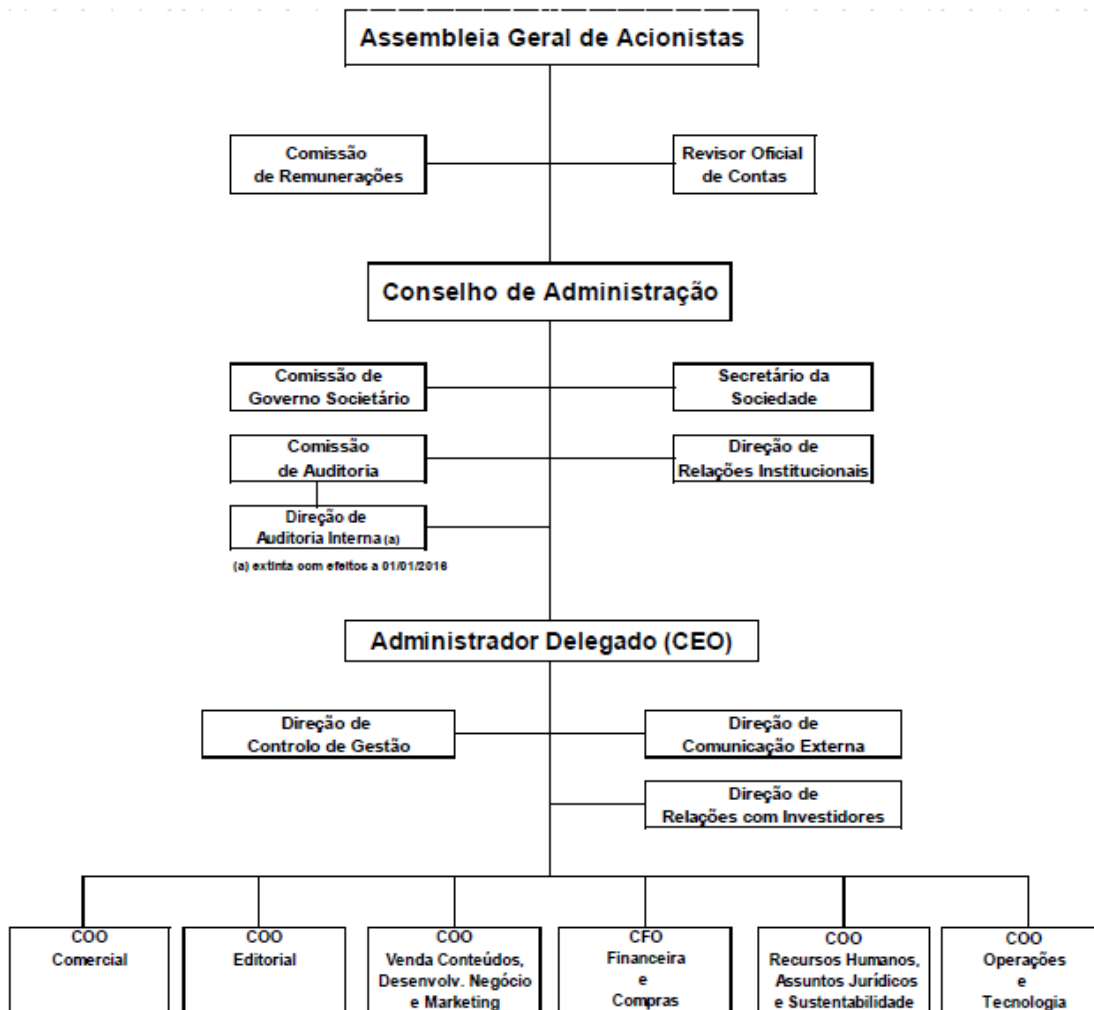 Assembleia Geral de Acionistas
Comissão
de Remunerações
Revisor Oficial
de Contas
Conselho de Administração
Comissão de
Governo Societário
Secretário da
Sociedade
Comissão
de Auditoria
Direção de
Relações Institucionais
Direção de
Auditoria Interna (a)
(a) extinta com efeitos a 01/01/2016
Administrador Delegado (CEO)
Direção de
Controlo de Gestão
Direção de
Comunicação Externa
Direção de
Relações com Investidores
COO
Comercial
COO
Editorial
COO
Venda Conteúdos,
Desenvolv. Negócio
e Marketing
CFO
Financeira
e
Compras
COO
Recursos Humanos,
Assuntos Jurídicos
e Sustentabilidade
COO
Operações
e
Tecnologia